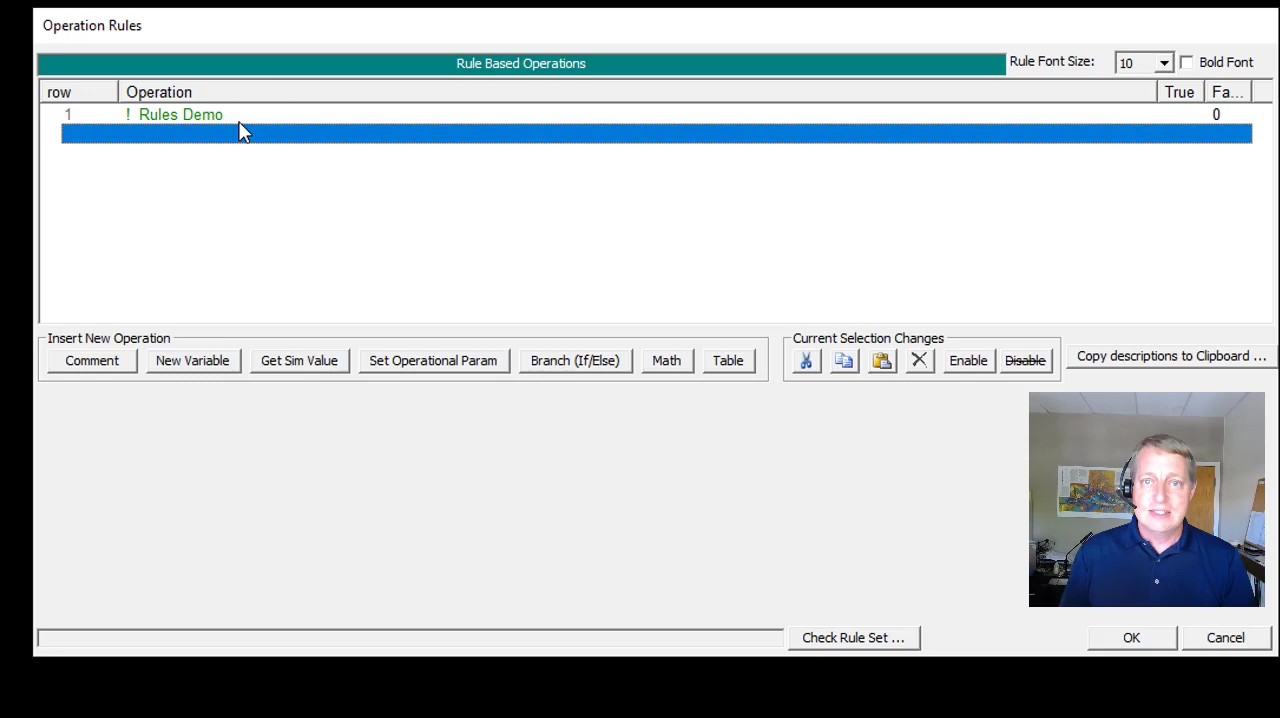 Operation Rules
Rule Based Operations
Rule Font Size:
10
Bold Font
row
Operation
True
Fa...
1
! Rules Demo
0
Insert New Operation
Current Selection Changes
Comment
New Variable
Get Sim Value
Set Operational Param
Branch (If/Else)
Math
Table
Enable
Disable
Copy descriptions to Clipboard ...
Check Rule Set ...
OK
Cancel